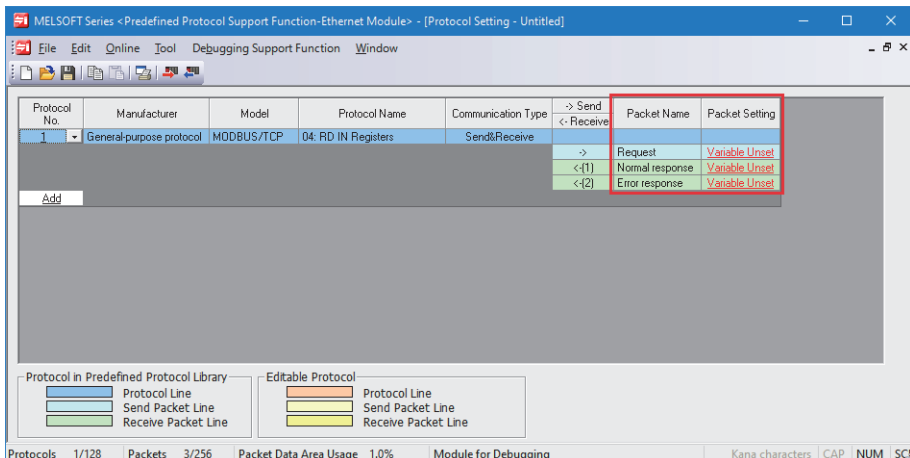 MELSOFT Series <Predefined Protocol Support Function-Ethernet Module> - [Protocol Setting - Untitled]
File Edit Online Tool Debugging Support Function Window
Protocol No. Manufacturer Model Protocol Name Communication Type -> Send <- Receive Packet Name Packet Setting
1 General-purpose protocol MODBUS/TCP 04: RD IN Registers Send&Receive
-> Request Variable Unset
<-(1) Normal response Variable Unset
<-(2) Error response Variable Unset
Add
Protocol in Predefined Protocol Library
Protocol Line
Send Packet Line
Receive Packet Line
Editable Protocol
Protocol Line
Send Packet Line
Receive Packet Line
Protocols 1/128 Packets 3/256 Packet Data Area Usage 1.0% Module for Debugging Kana characters CAP NUM